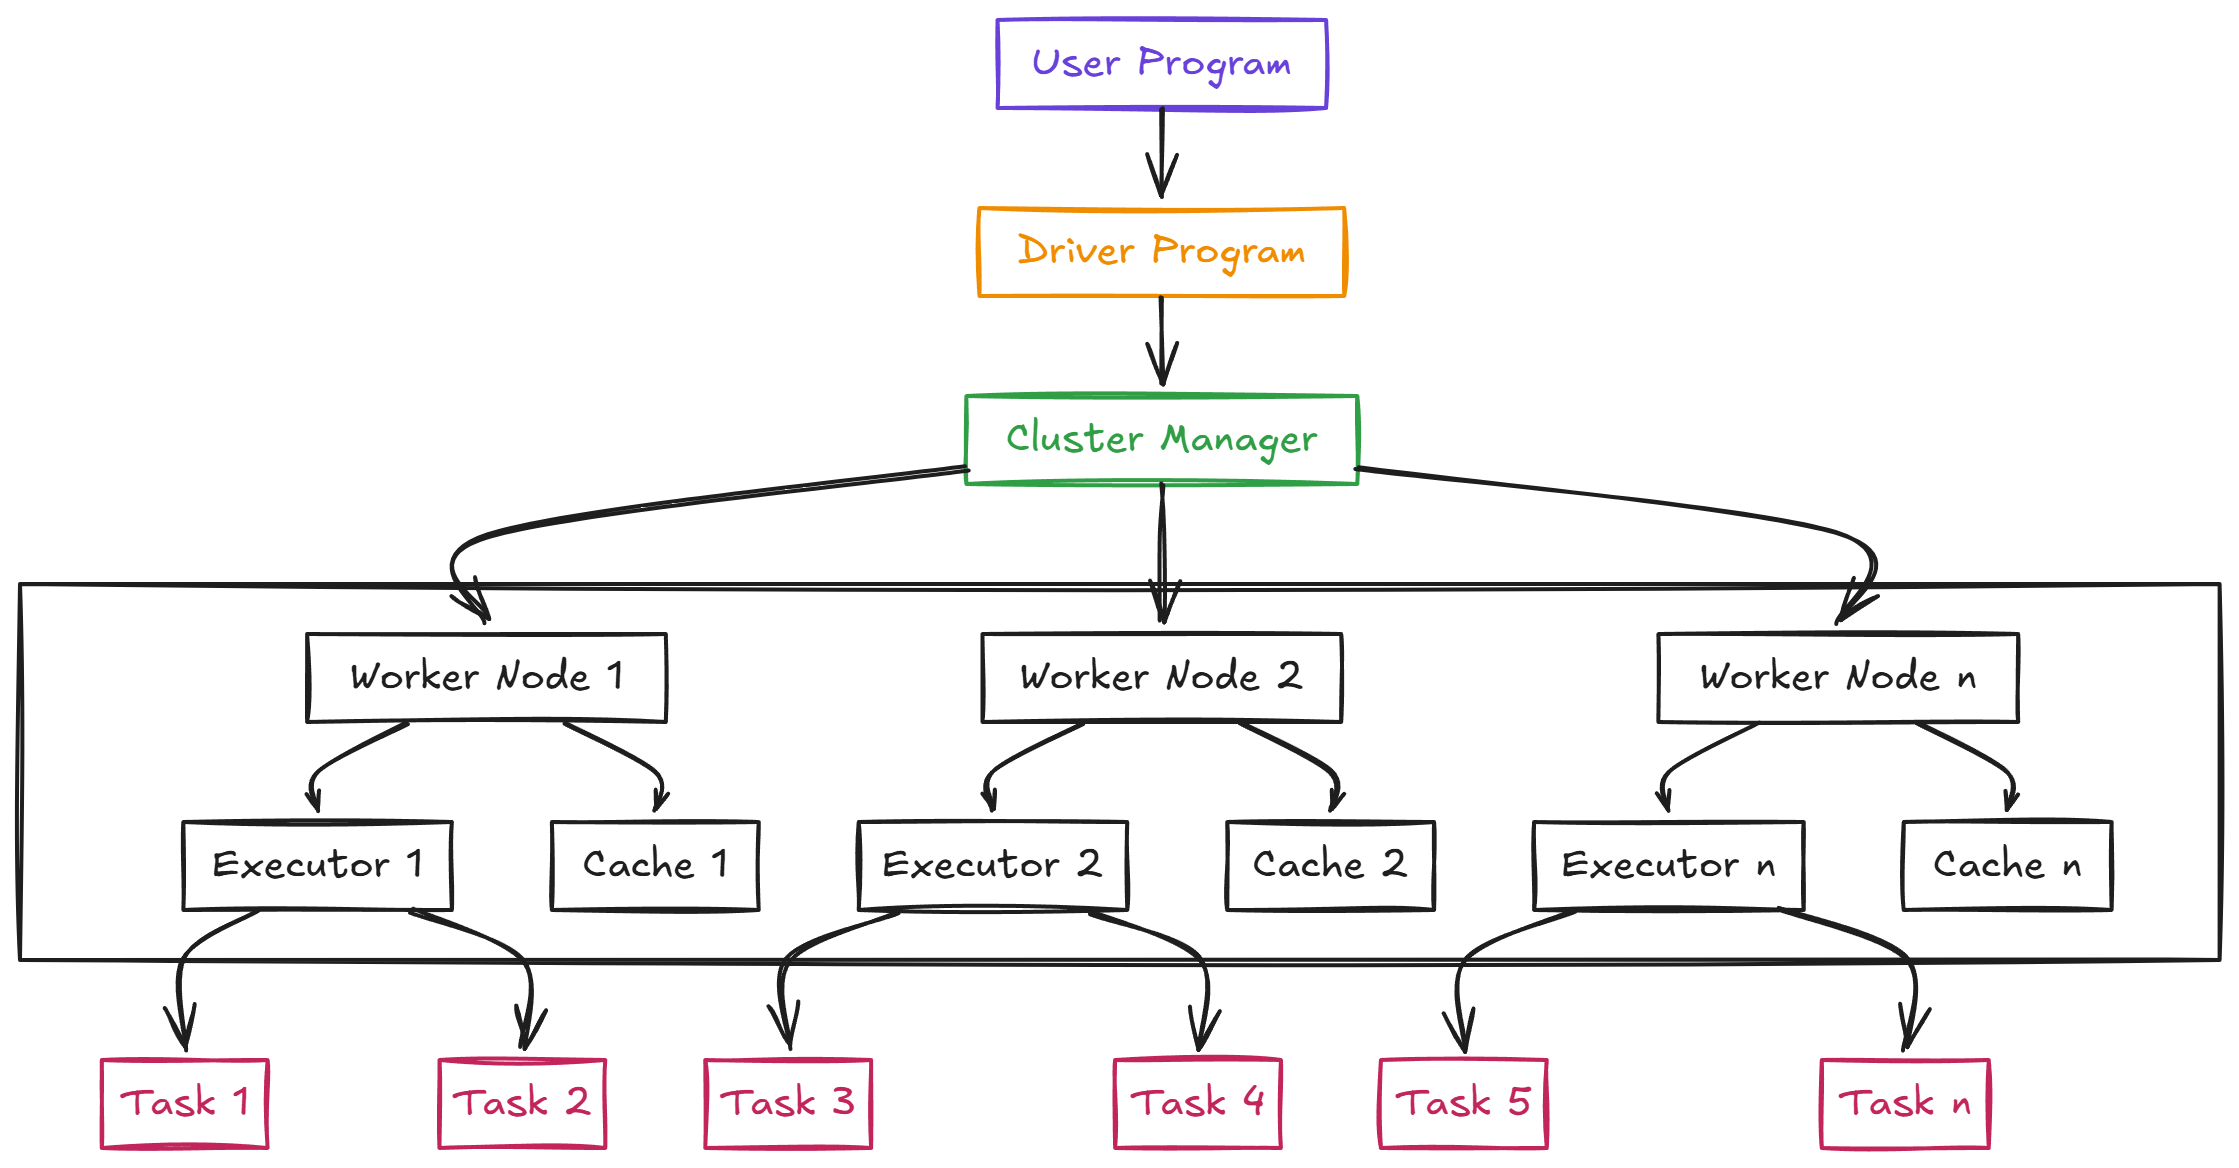 User Program
Driver Program
Cluster Manager
Worker Node 1
Worker Node 2
Worker Node n
Executor 1
Cache 1
Executor 2
Cache 2
Executor n
Cache n
Task 1
Task 2
Task 3
Task 4
Task 5
Task n